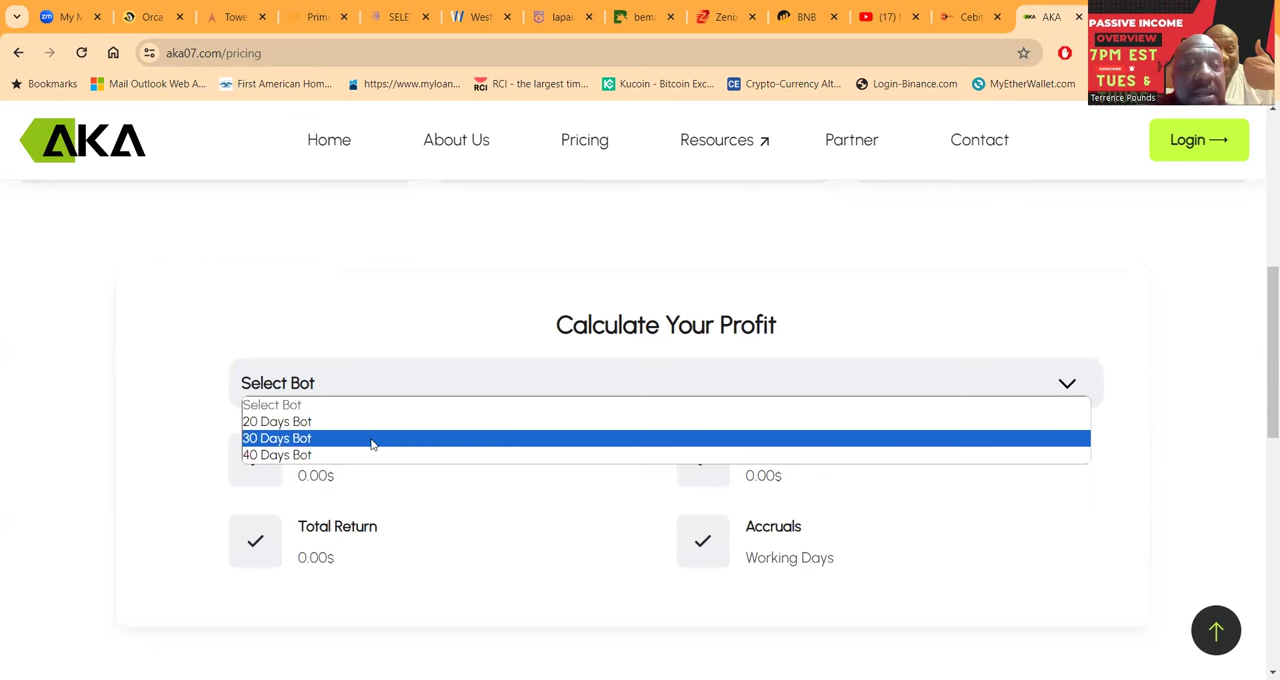 My N
Orca
Towe
Prim
SELE
West
Iapai
bema
Zeni
BNB
(17)
Cebit
AKA
aka07.com/pricing
Bookmarks
Mail Outlook Web A...
First American Hom...
https://www.myloan...
RCI - The largest tim...
Kucoin - Bitcoin Exc...
Crypto-Currency Alt...
Login-Binance.com
MyEtherWallet.com
PASSIVE INCOME
OVERVIEW
7PM EST
TUES &
Terrence Pounds
AKA
Home
About Us
Pricing
Resources
Partner
Contact
Login
Calculate Your Profit
Select Bot
Select Bot
20 Days Bot
30 Days Bot
40 Days Bot
0.00$
0.00$
Total Return
0.00$
Accruals
Working Days